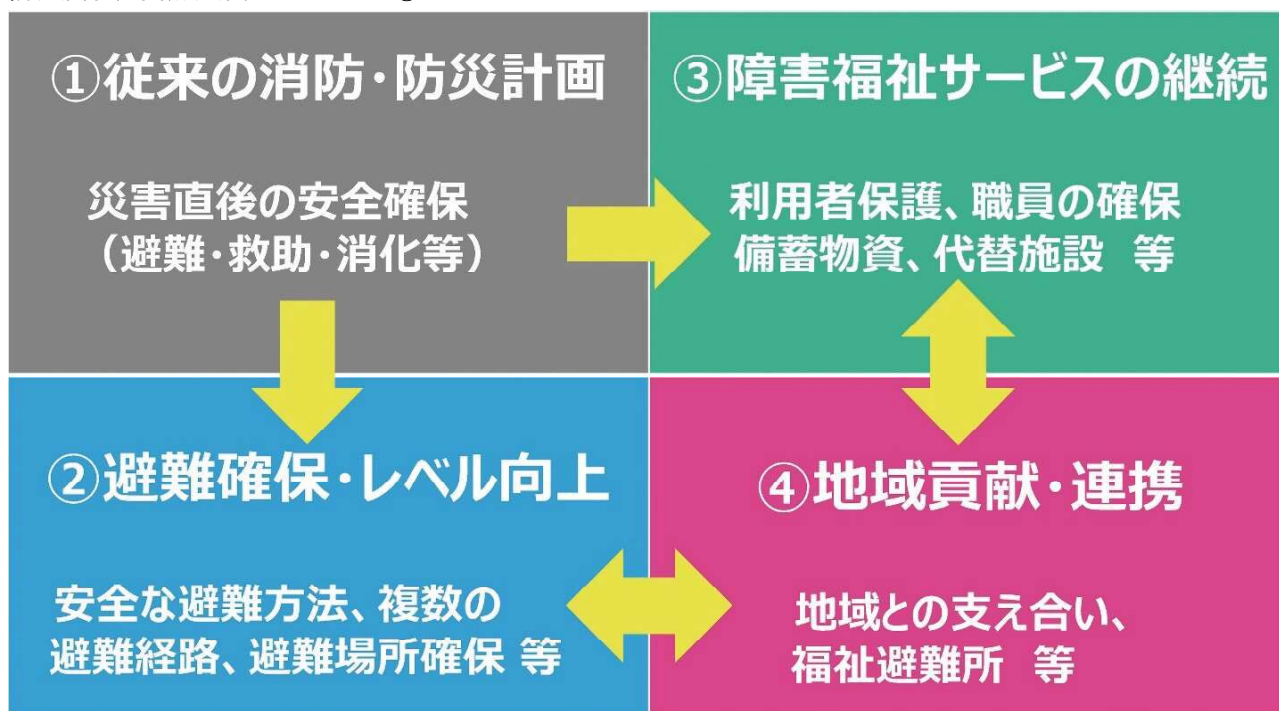 ①従来の消防・防災計画
災害直後の安全確保
（避難・救助・消化等）
②避難確保・レベル向上
安全な避難方法、複数の
避難経路、避難場所確保 等
③障害福祉サービスの継続
利用者保護、職員の確保
備蓄物資、代替施設 等
④地域貢献・連携
地域との支え合い、
福祉避難所 等